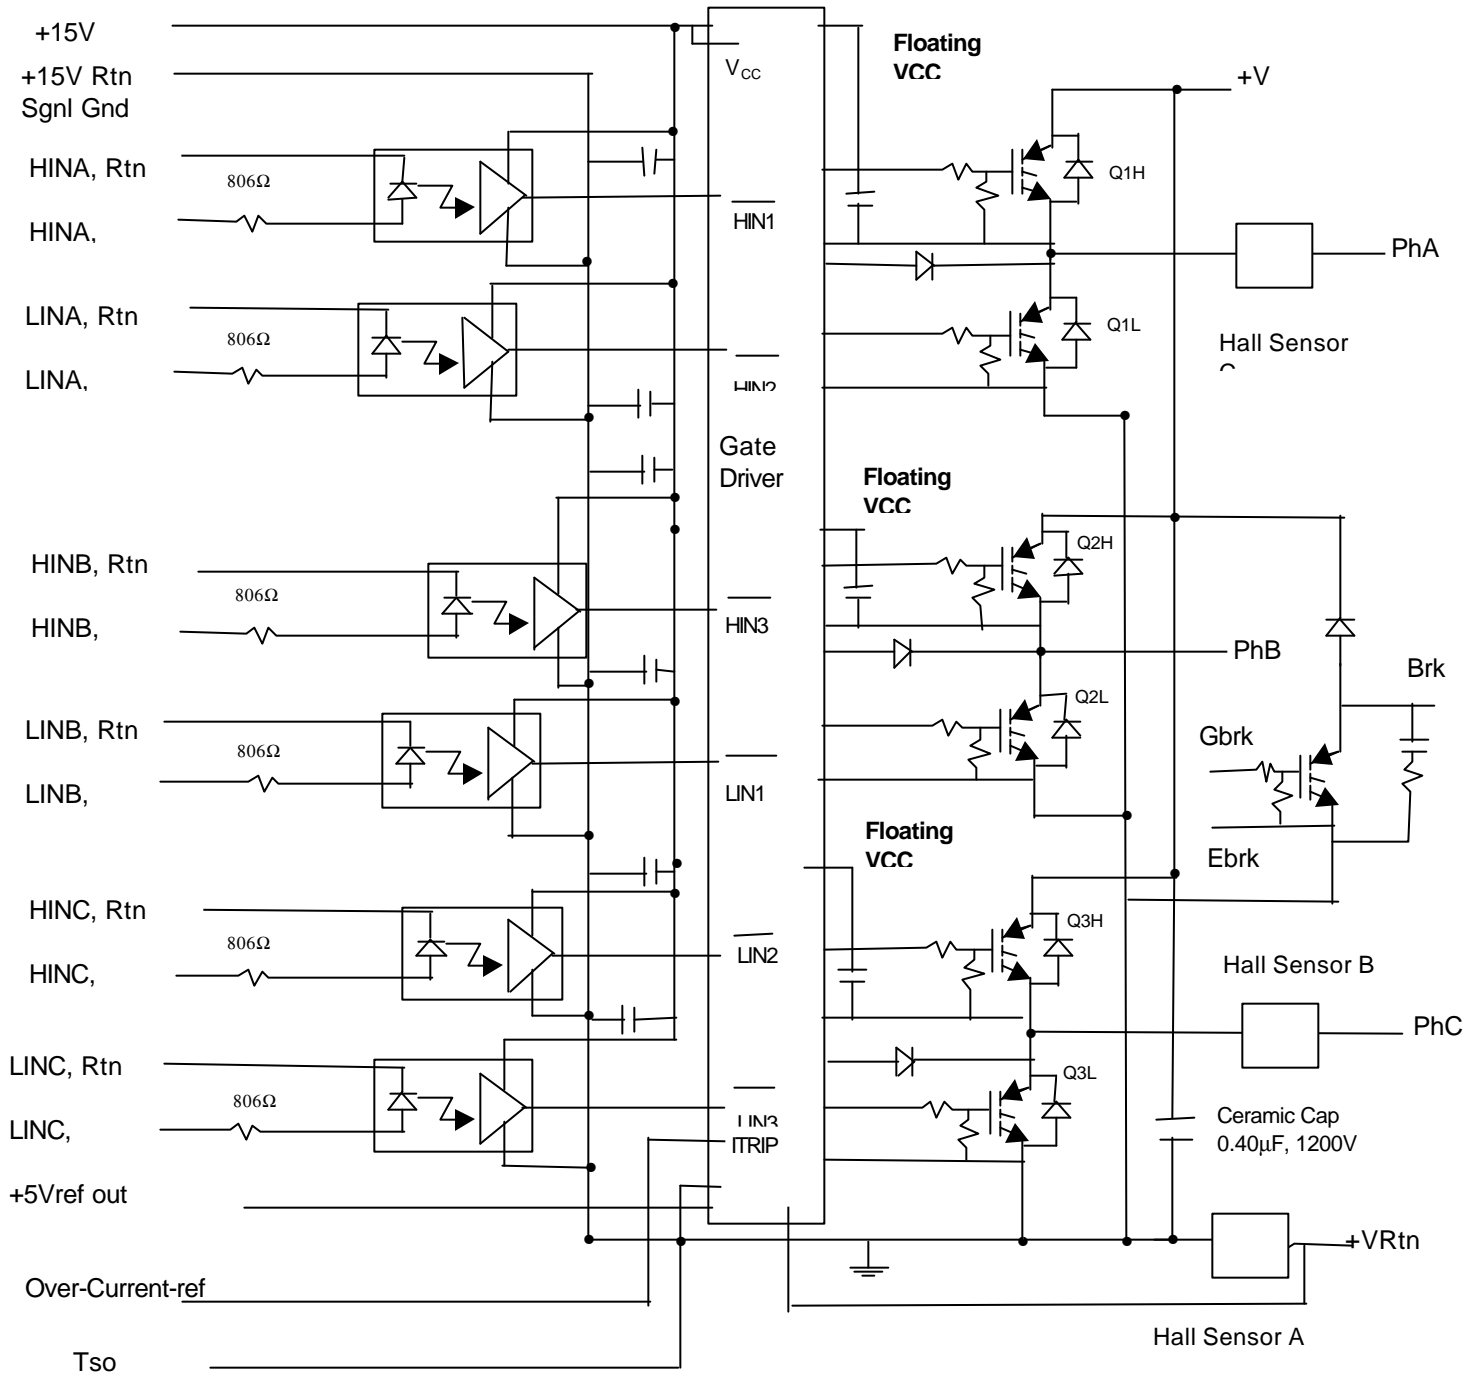 +15V
+15V Rtn
Sgnl Gnd
HINA, Rtn
806Ω
HINA,
LINA, Rtn
806Ω
LINA,
HINB, Rtn
806Ω
HINB,
LINB, Rtn
806Ω
LINB,
HINC, Rtn
806Ω
HINC,
LINC, Rtn
806Ω
LINC,
+5Vref out
Over-Current-ref
Tso
VCC
HIN1
HIN2
Gate
Driver
HIN3
LIN1
LIN2
LIN3
ITRIP
Floating
VCC
Q1H
Q1L
+V
PhA
Hall Sensor
Floating
VCC
Q2H
Q2L
PhB
Brk
Gbrk
Ebrk
Floating
VCC
Q3H
Q3L
Hall Sensor B
PhC
Ceramic Cap
0.40μF, 1200V
+VRtn
Hall Sensor A